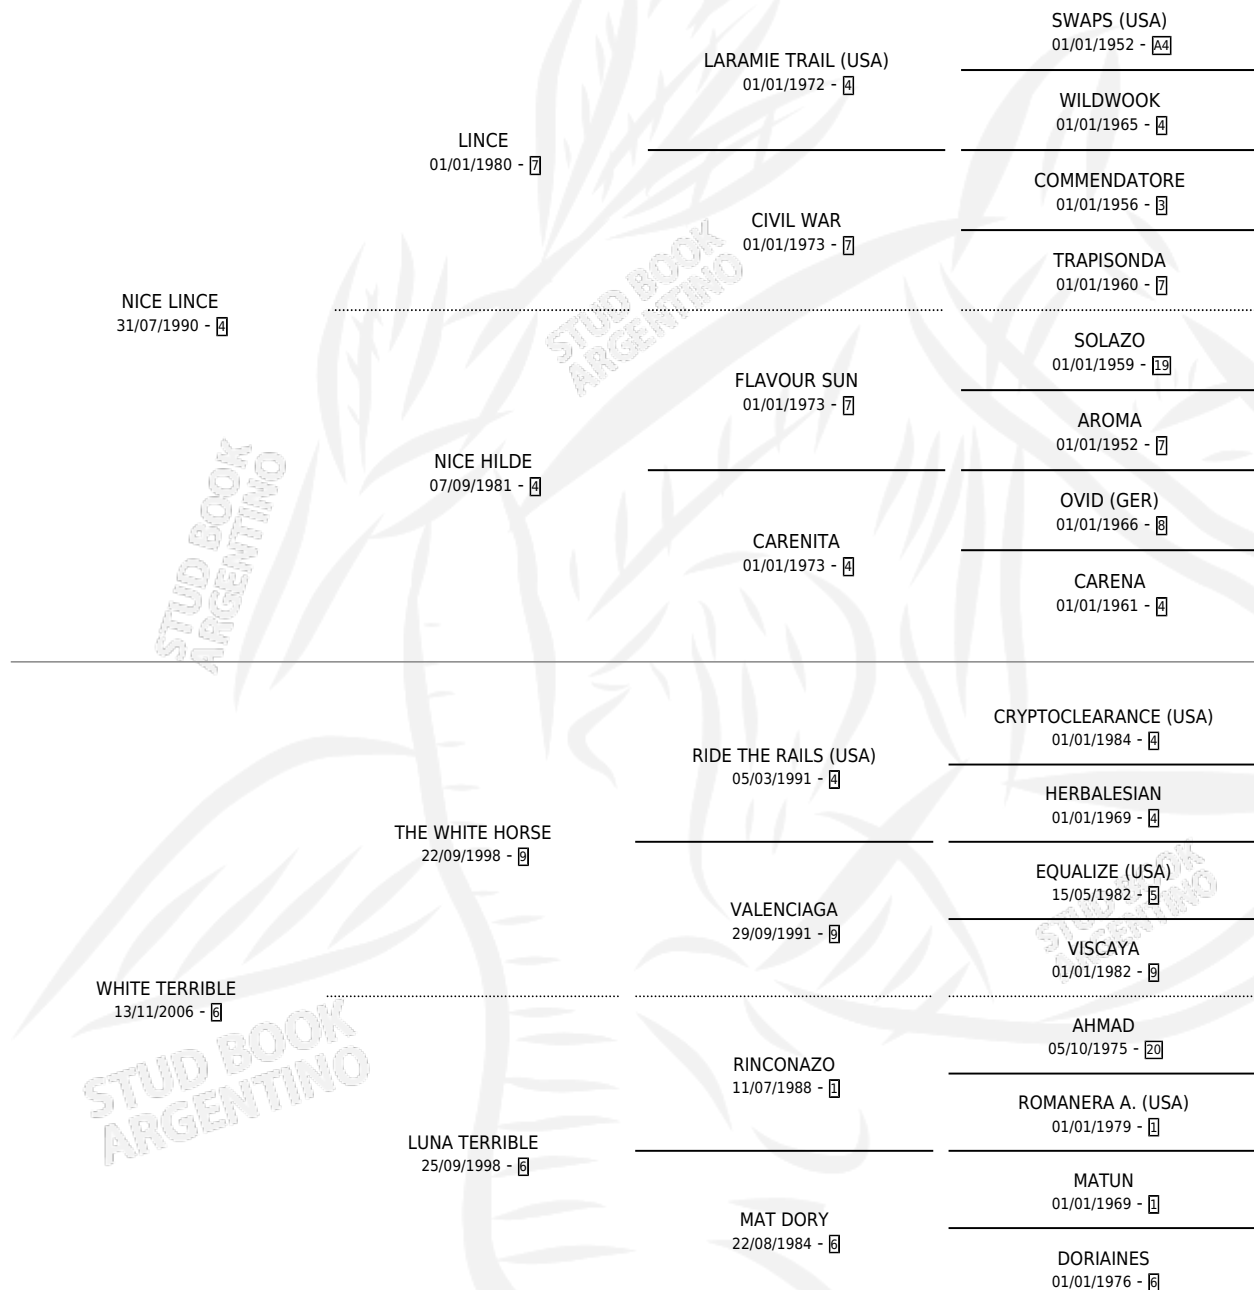 SWAPS (USA)
01/01/1952 - A4
LARAMIE TRAIL (USA)
01/01/1972 - 4
WILDWOOK
01/01/1965 - 4
LINCE
01/01/1980 - 7
COMMENDATORE
01/01/1956 - 3
CIVIL WAR
01/01/1973 - 7
TRAPISONDA
01/01/1960 - 7
NICE LINCE
31/07/1990 - 4
STUD BOOK
ARGENTINO
SOLAZO
01/01/1959 - 19
FLAVOUR SUN
01/01/1973 - 7
AROMA
01/01/1952 - 7
NICE HILDE
07/09/1981 - 4
OVID (GER)
01/01/1966 - 8
CARENITA
01/01/1973 - 4
CARENA
01/01/1961 - 4
STUD BOOK
ARGENTINO
CRYPTOCLEARANCE (USA)
01/01/1984 - 4
RIDE THE RAILS (USA)
05/03/1991 - 4
HERBALESIAN
01/01/1969 - 4
THE WHITE HORSE
22/09/1998 - 9
EQUALIZE (USA)
15/05/1982 - 5
VALENCIAGA
29/09/1991 - 9
STUD BOOK
ARGENTINO
VISCAYA
01/01/1982 - 9
WHITE TERRIBLE
13/11/2006 - 6
STUD BOOK
ARGENTINO
AHMAD
05/10/1975 - 20
RINCONAZO
11/07/1988 - 1
ROMANERA A. (USA)
01/01/1979 - 1
LUNA TERRIBLE
25/09/1998 - 6
MATUN
01/01/1969 - 1
MAT DORY
22/08/1984 - 6
DORIAINES
01/01/1976 - 6